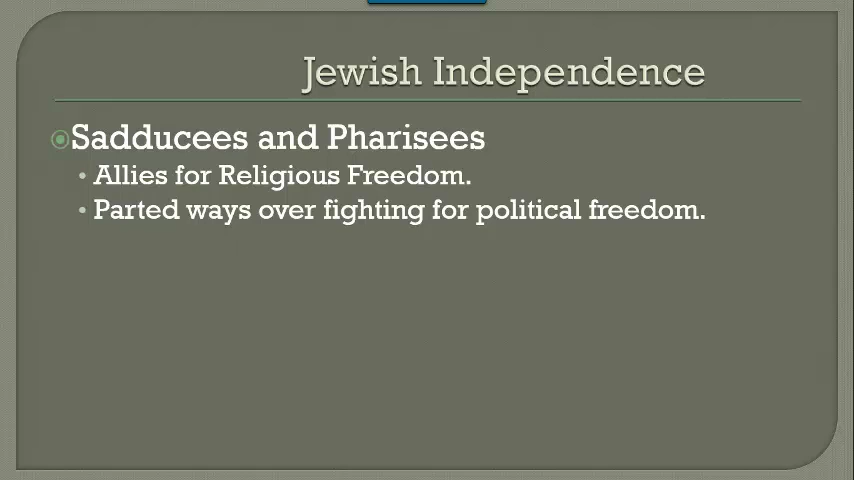 Jewish Independence
Sadducees and Pharisees
• Allies for Religious Freedom.
• Parted ways over fighting for political freedom.